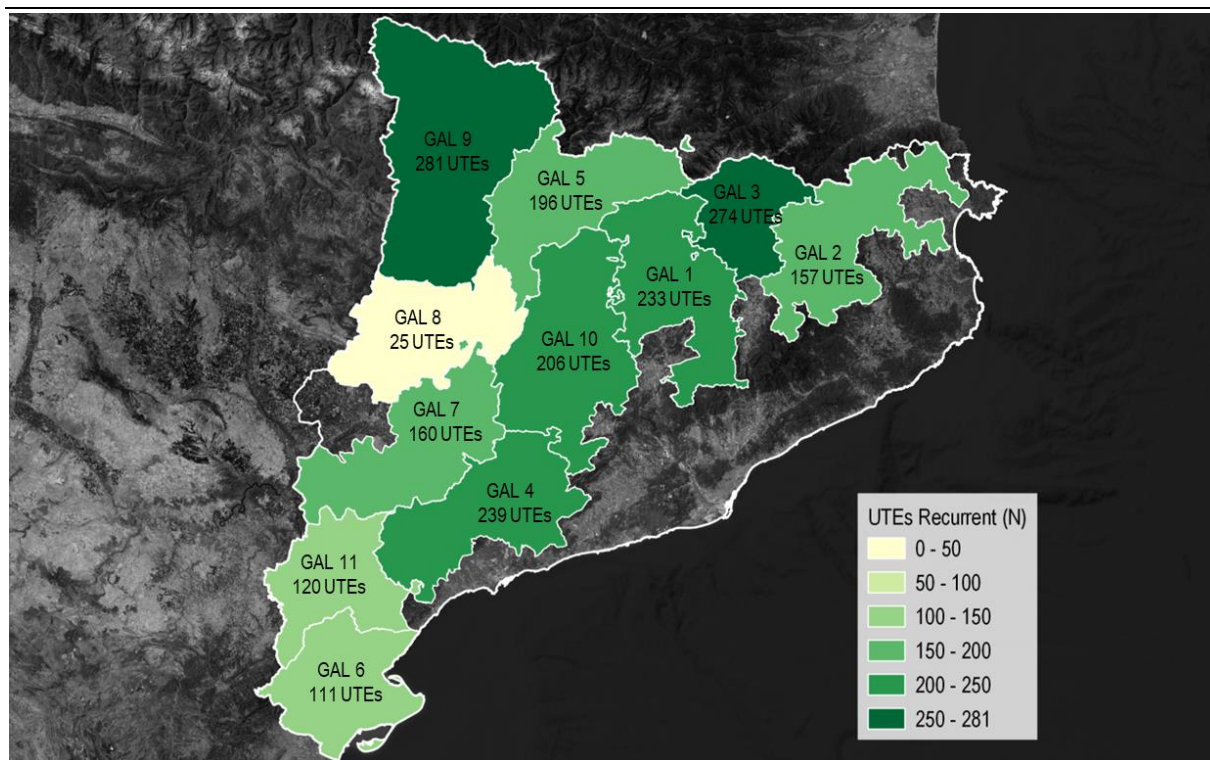 GAL 9
281 UTEs
GAL 5
196 UTEs
GAL 3
274 UTEs
GAL 2
157 UTEs
GAL 1
233 UTEs
GAL 8
25 UTEs
GAL 10
206 UTEs
GAL 7
160 UTEs
GAL 4
239 UTEs
GAL 11
120 UTEs
GAL 6
111 UTEs
UTEs Recurrent (N)
0 - 50
50 - 100
100 - 150
150 - 200
200 - 250
250 - 281